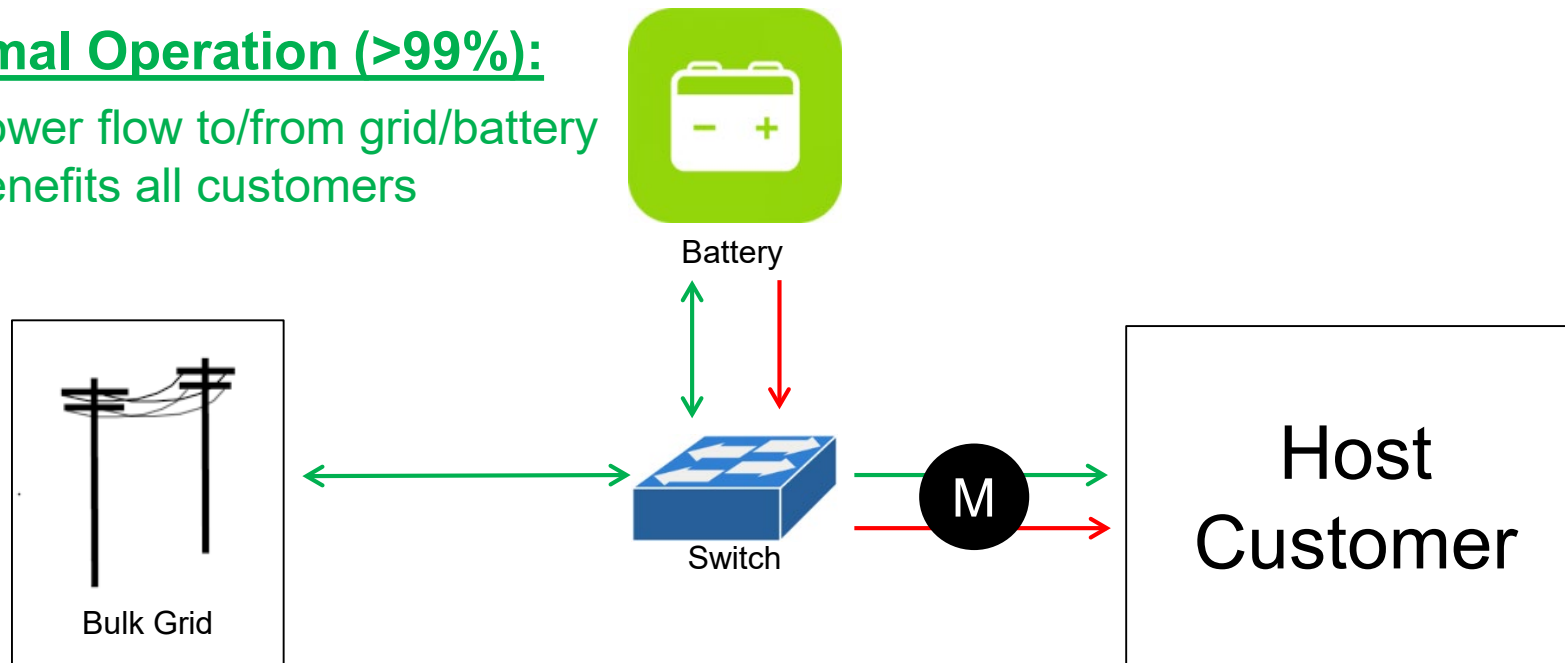 mal Operation (>99%):
ower flow to/from grid/battery
enefits all customers
- +
Battery
M
Host
Customer
Switch
Bulk Grid